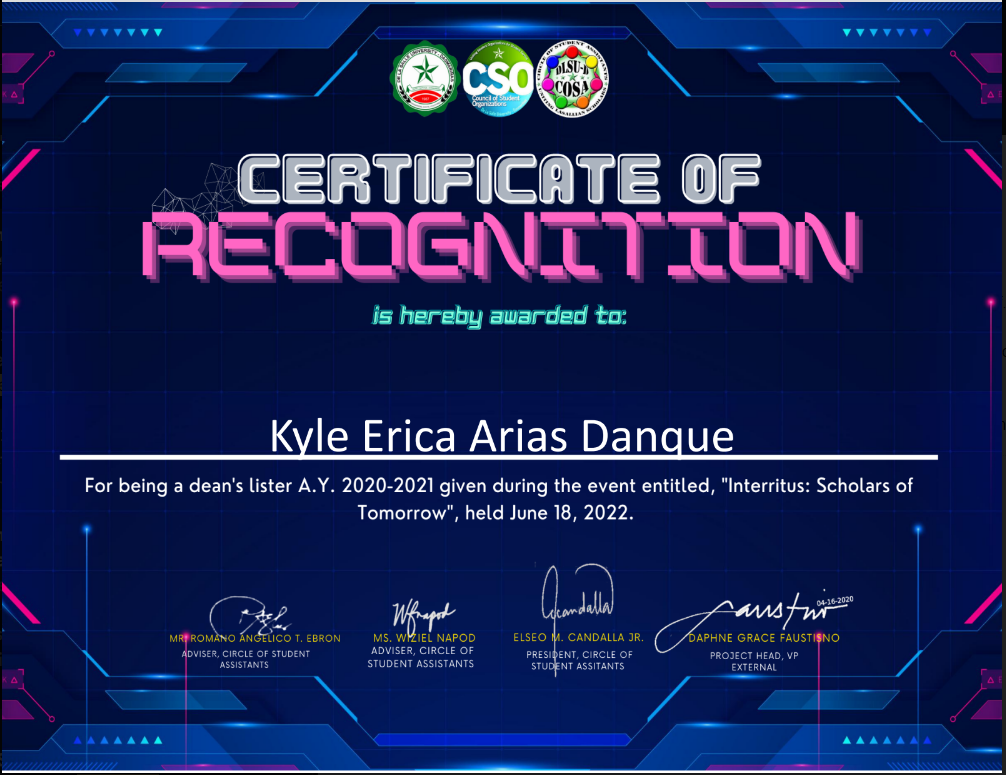 CSO
Council of Student
Organizations
DLSU-D
COSA
CERTIFICATE OF
RECOGNITION
is hereby awarded to:
Kyle Erica Arias Danque
For being a dean's lister A.Y. 2020-2021 given during the event entitled, "Interritus: Scholars of
Tomorrow", held June 18, 2022.
04-16-2020
MR. ROMANO ANGELICO T. EBRON
ADVISER, CIRCLE OF STUDENT
ASSISTANTS
MS. WIZIEL NAPOD
ADVISER, CIRCLE OF
STUDENT ASSISTANTS
ELSEO M. CANDALLA JR.
PRESIDENT, CIRCLE OF
STUDENT ASSITANTS
DAPHNE GRACE FAUSTISNO
PROJECT HEAD, VP
EXTERNAL